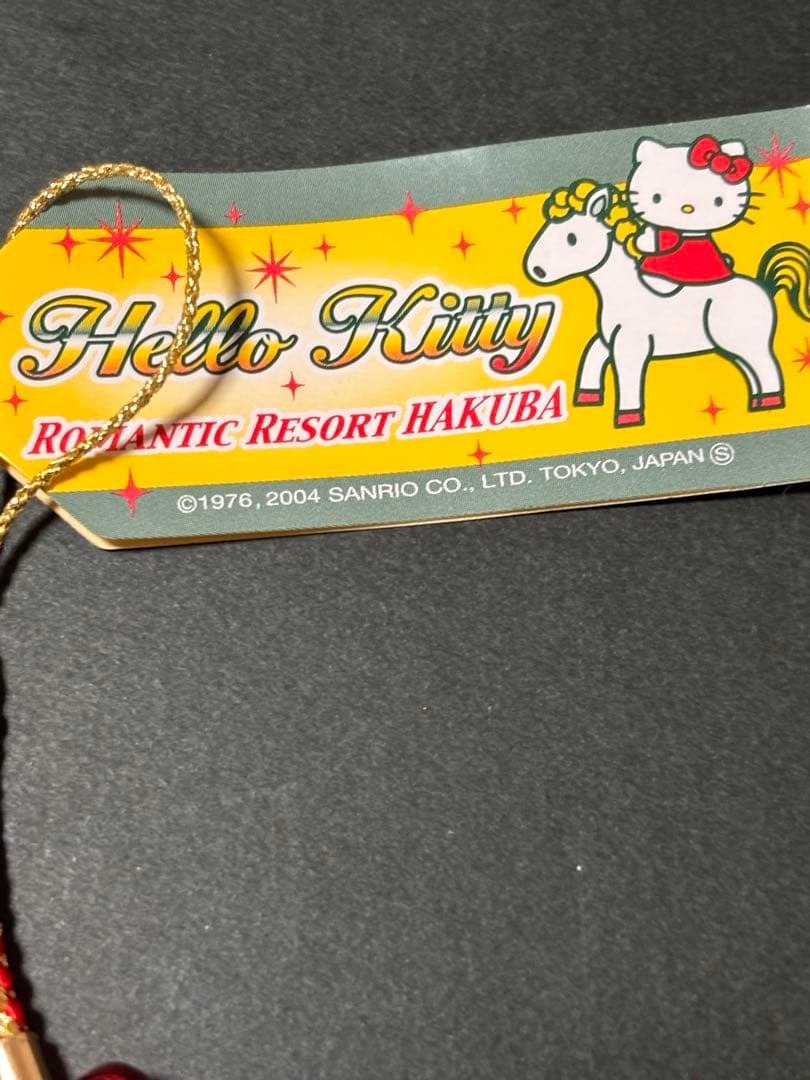 Hello Kitty
ROMANTIC RESORT HAKUBA
©1976, 2004 SANRIO CO., LTD. TOKYO, JAPAN Ⓢ